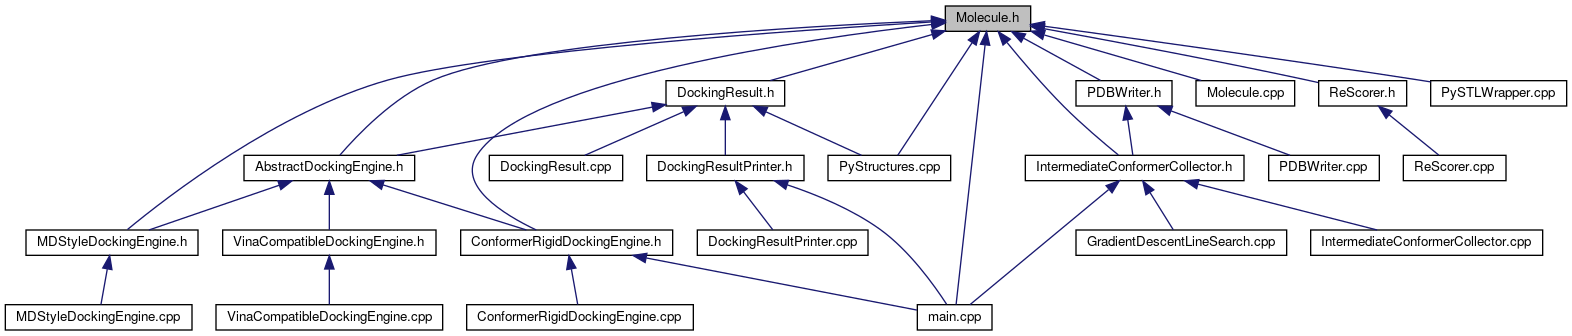 Molecule.h
DockingResult.h
PDBWriter.h
Molecule.cpp
ReScorer.h
PySTLWrapper.cpp
AbstractDockingEngine.h
DockingResult.cpp
DockingResultPrinter.h
PyStructures.cpp
IntermediateConformerCollector.h
PDBWriter.cpp
ReScorer.cpp
MDStyleDockingEngine.h
VinaCompatibleDockingEngine.h
ConformerRigidDockingEngine.h
DockingResultPrinter.cpp
GradientDescentLineSearch.cpp
IntermediateConformerCollector.cpp
MDStyleDockingEngine.cpp
VinaCompatibleDockingEngine.cpp
ConformerRigidDockingEngine.cpp
main.cpp